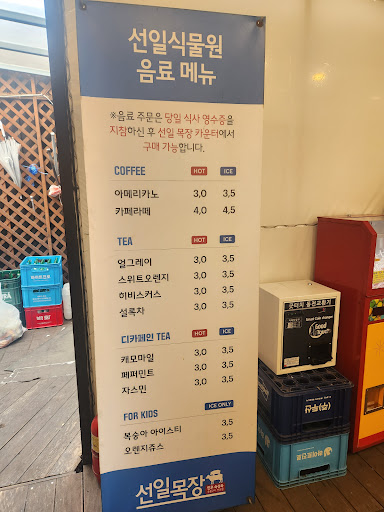 선일식물원
음료 메뉴
※음료 주문은 당일 식사 영수증을
지참하신 후 선일 목장 카운터에서
구매 가능합니다.
COFFEE HOT ICE
아메리카노 3,0 3,5
카페라떼 4,0 4,5
TEA HOT ICE
얼그레이 3,0 3,5
스위트오렌지 3,0 3,5
히비스커스 3,0 3,5
설록차 3,0 3,5
디카페인 TEA HOT ICE
캐모마일 3,0 3,5
페퍼민트 3,0 3,5
자스민 3,0 3,5
FOR KIDS ICE ONLY
복숭아 아이스티 3,5
오렌지쥬스 3,5
선일목장